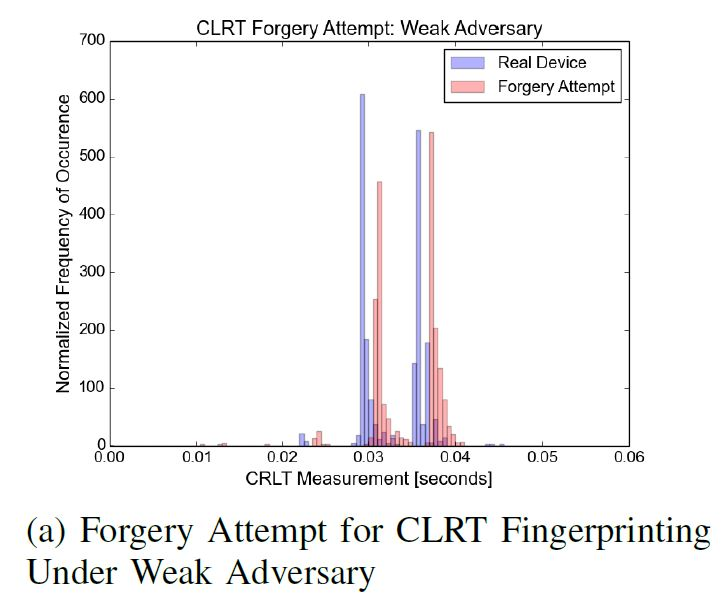 CLRT Forgery Attempt: Weak Adversary
700
600
500
400
300
200
100
0
Normalized Frequency of Occurence
Real Device
Forgery Attempt
0.00 0.01 0.02 0.03 0.04 0.05 0.06
CRLT Measurement [seconds]
(a) Forgery Attempt for CLRT Fingerprinting
Under Weak Adversary